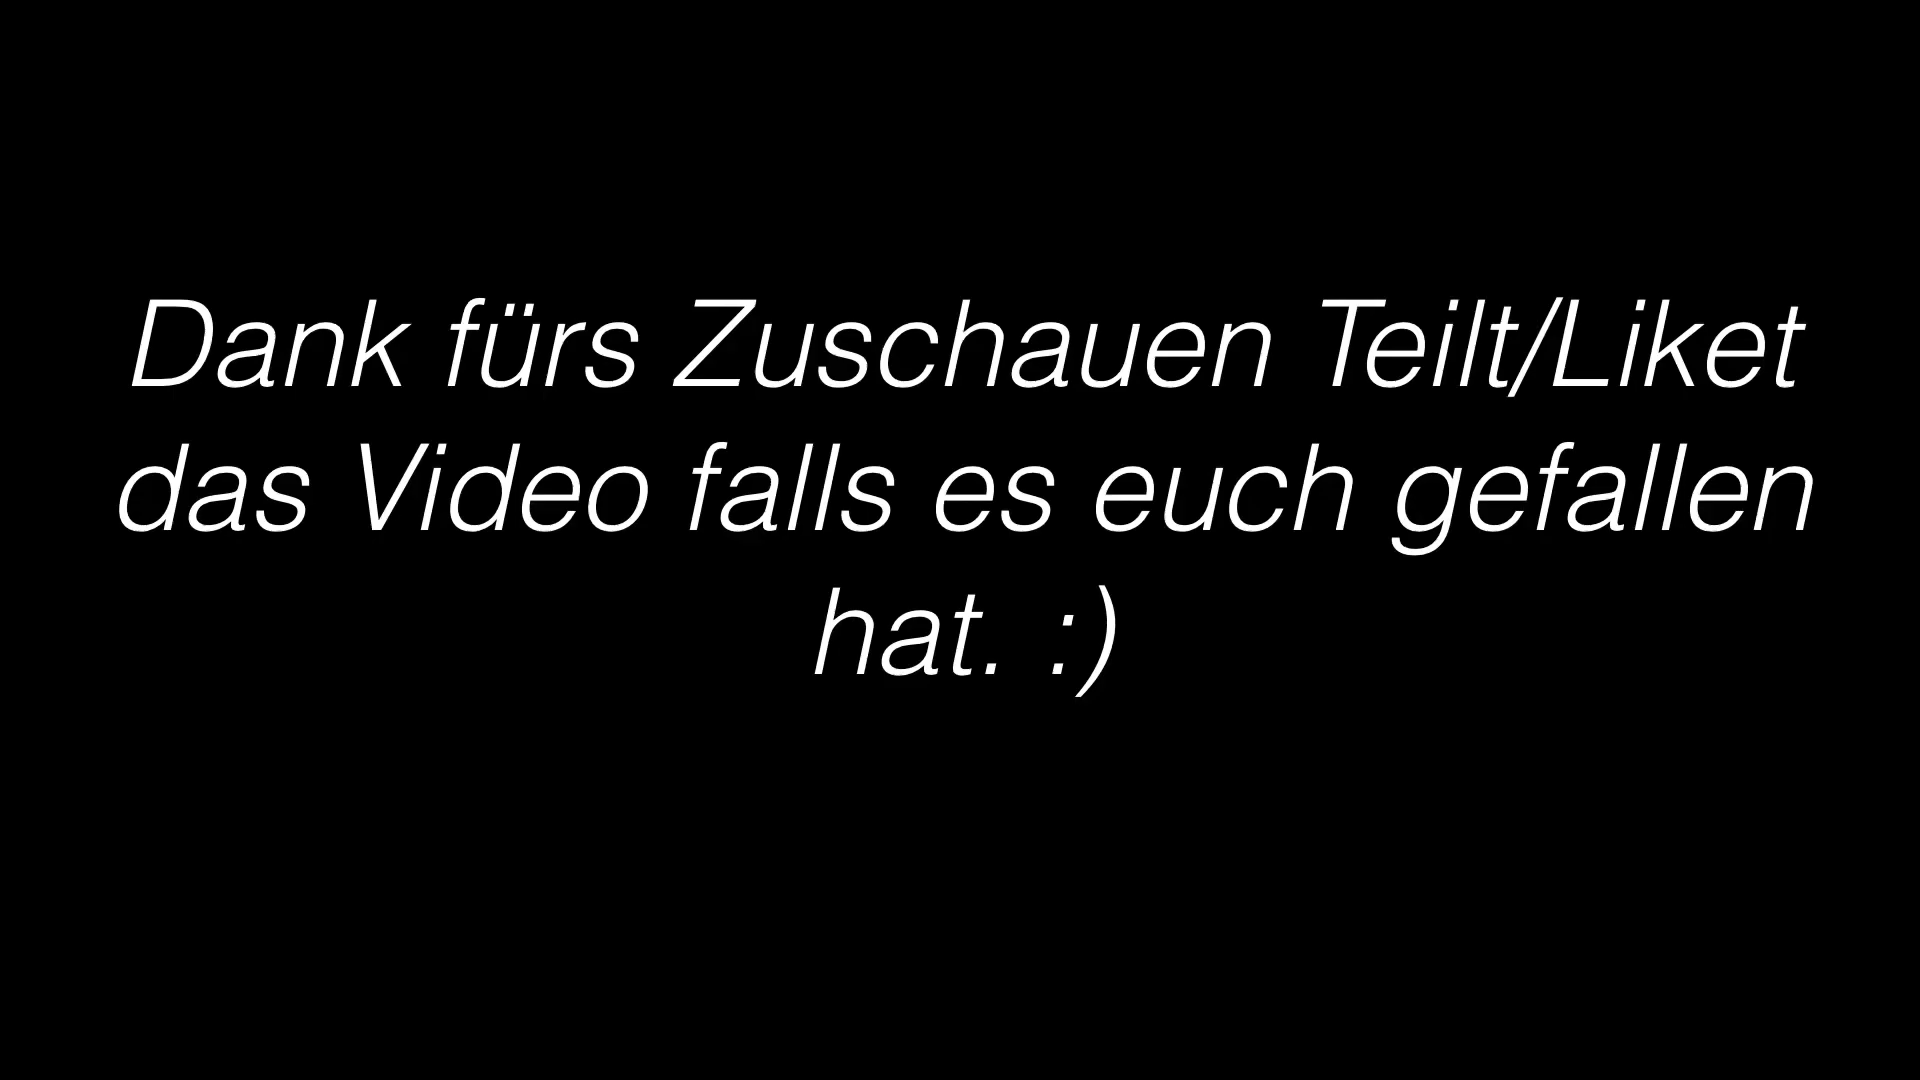 Dank fürs Zuschauen Teilt/Liket
das Video falls es euch gefallen
hat. :)